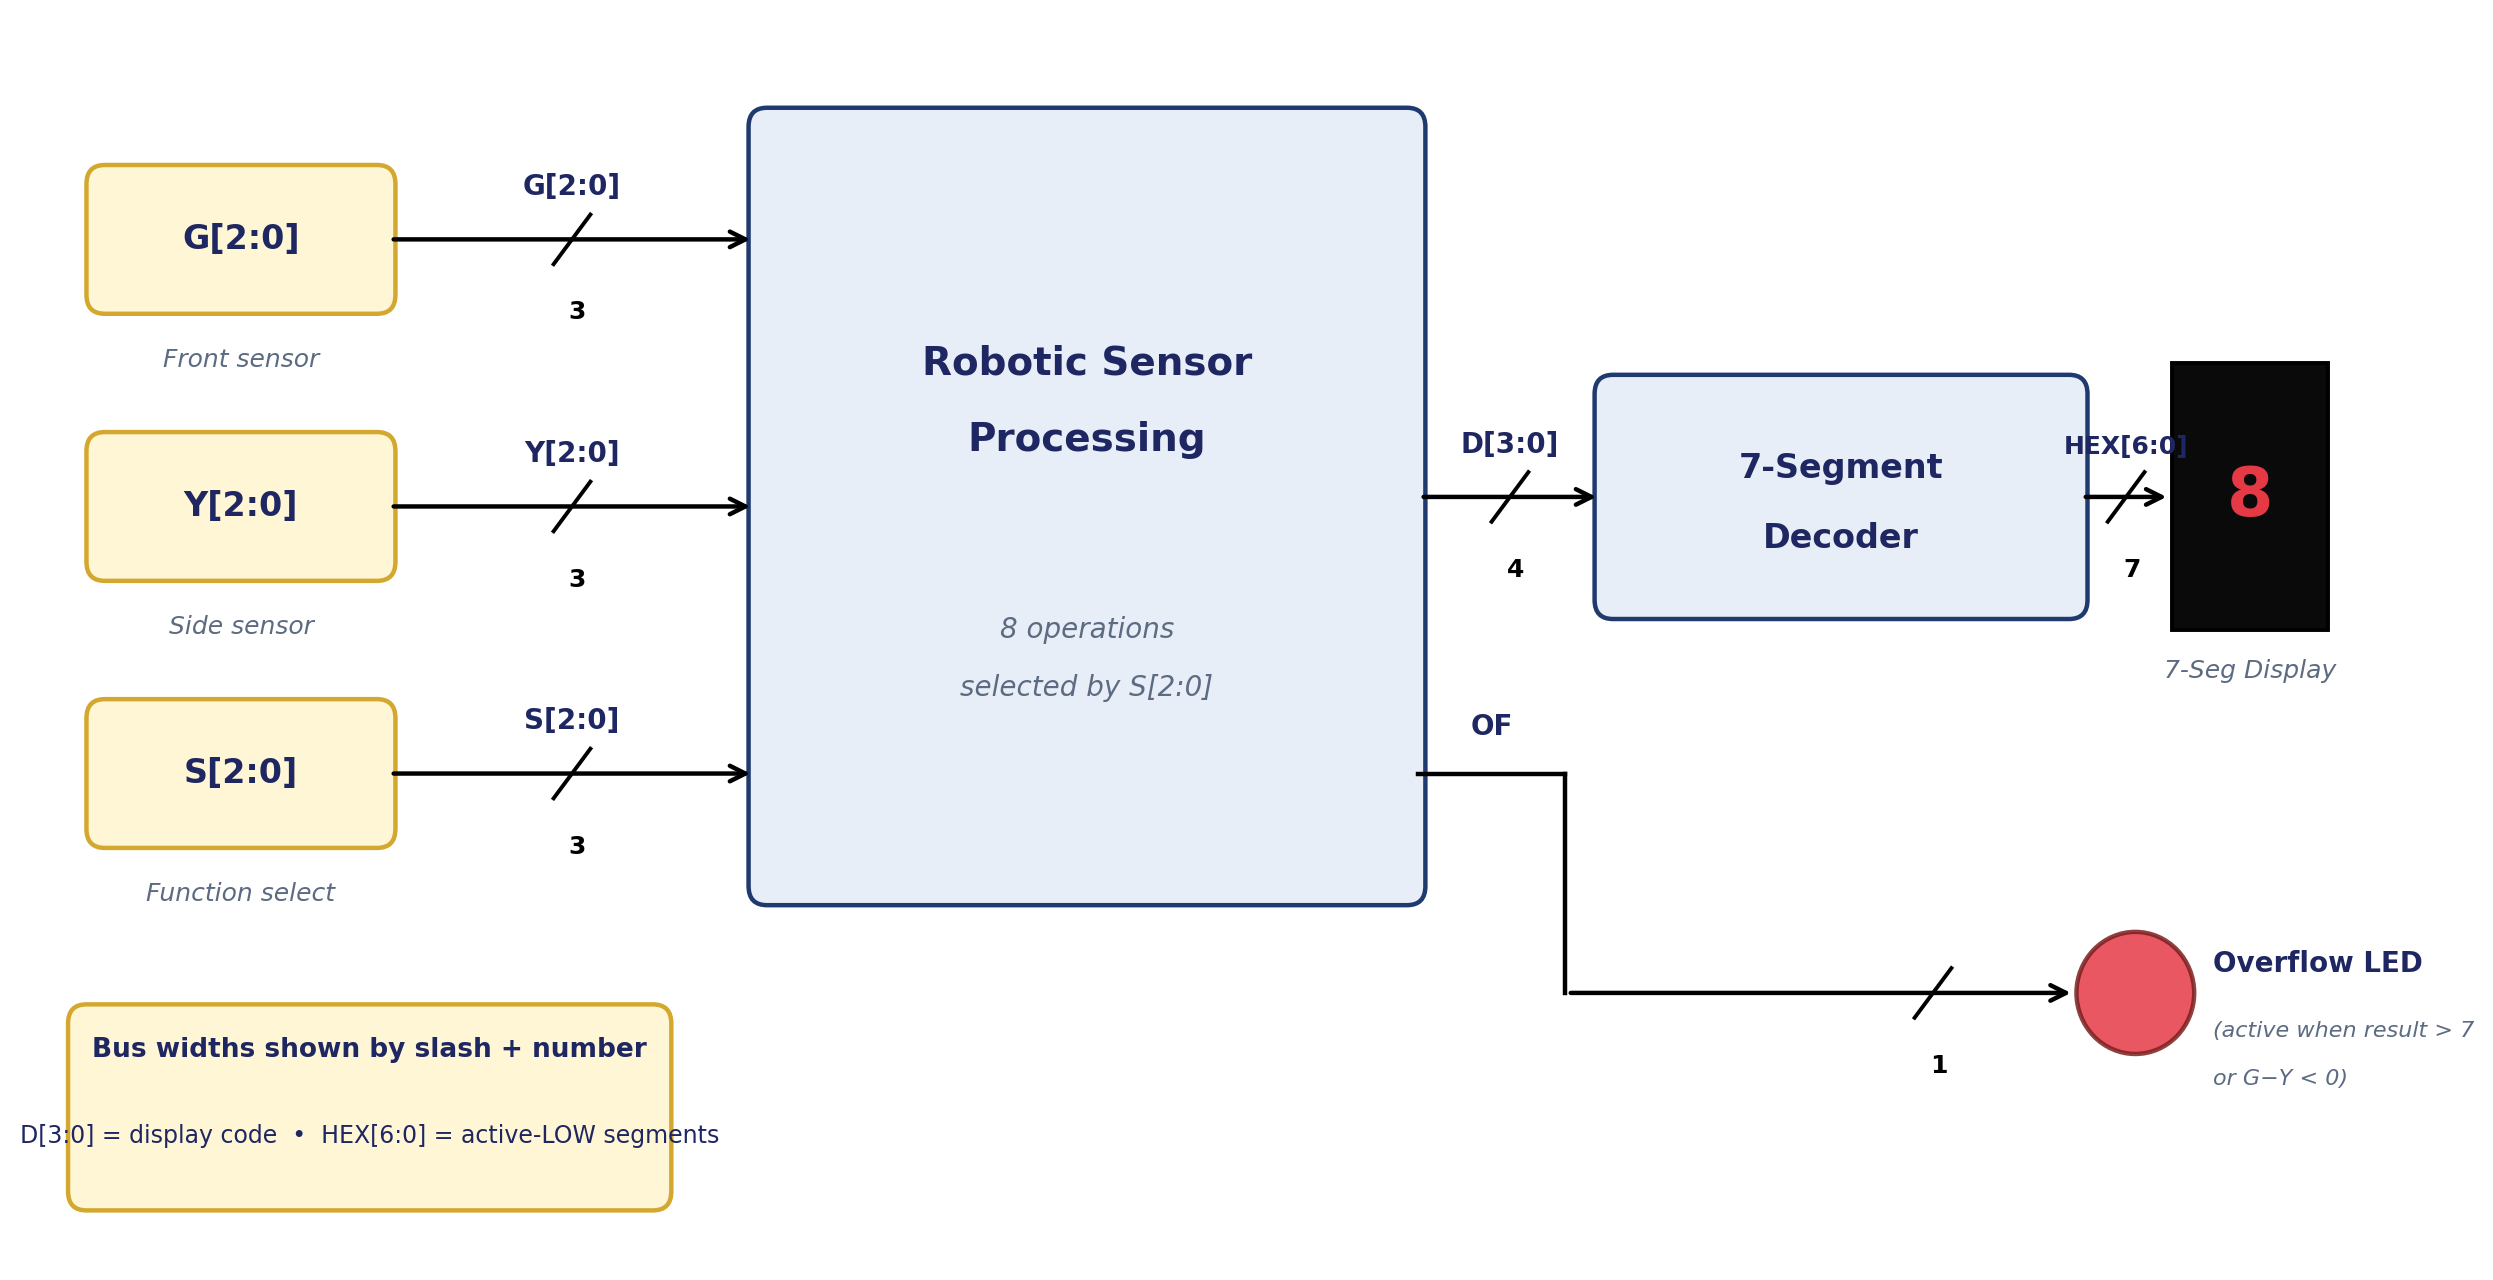 G[2:0]
Front sensor
G[2:0]
3
Y[2:0]
Side sensor
Y[2:0]
3
S[2:0]
Function select
S[2:0]
3
Robotic Sensor
Processing
8 operations
selected by S[2:0]
D[3:0]
4
7-Segment
Decoder
HEX[6:0]
7
8
7-Seg Display
OF
1
Overflow LED
(active when result > 7
or G−Y < 0)
Bus widths shown by slash + number
D[3:0] = display code • HEX[6:0] = active-LOW segments